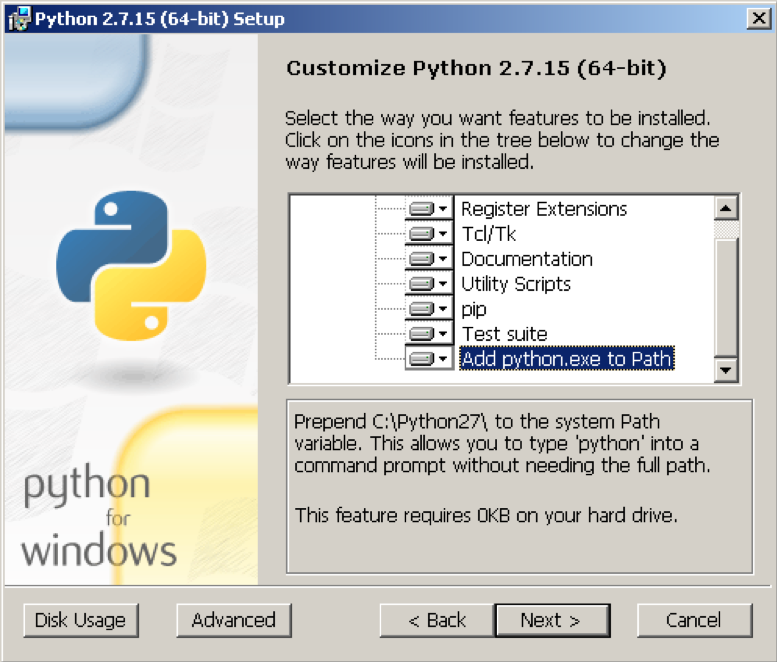 Python 2.7.15 (64-bit) Setup
Customize Python 2.7.15 (64-bit)
Select the way you want features to be installed.
Click on the icons in the tree below to change the
way features will be installed.
Register Extensions
Tcl/Tk
Documentation
Utility Scripts
pip
Test suite
Add python.exe to Path
Prepend C:\Python27\ to the system Path
variable. This allows you to type 'python' into a
command prompt without needing the full path.
This feature requires 0KB on your hard drive.
python
for
windows
Disk Usage
Advanced
< Back
Next >
Cancel